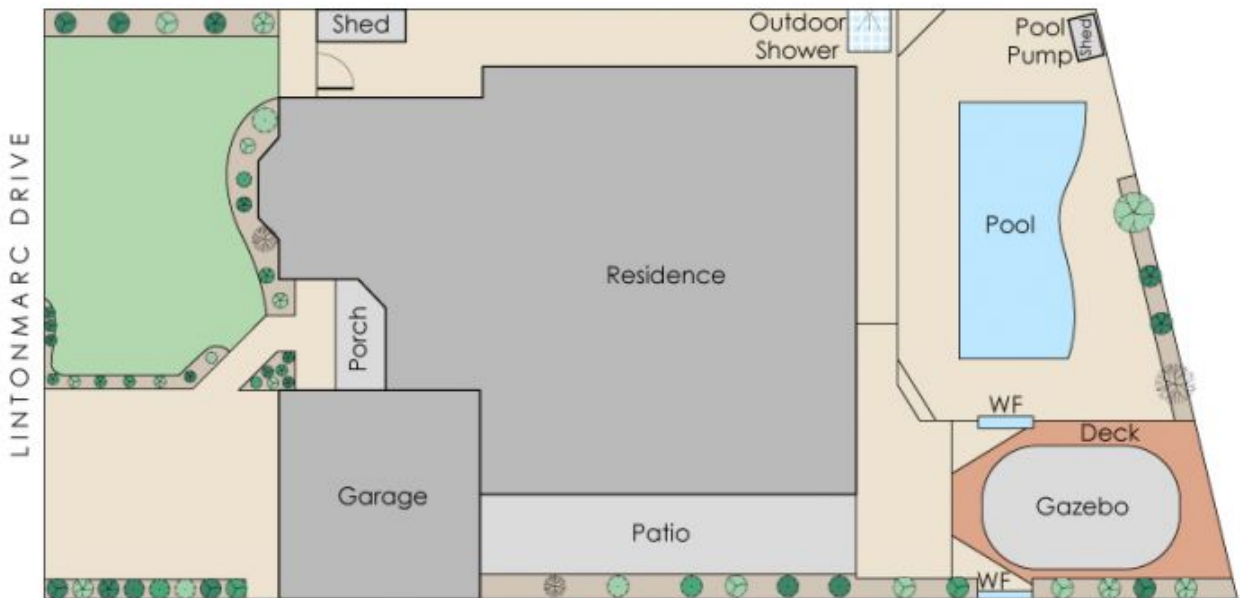 LINTONMARC DRIVE
Shed
Outdoor
Shower
Pool
Pump
Shed
Pool
Residence
Porch
WF
Deck
Garage
Gazebo
Patio
WF